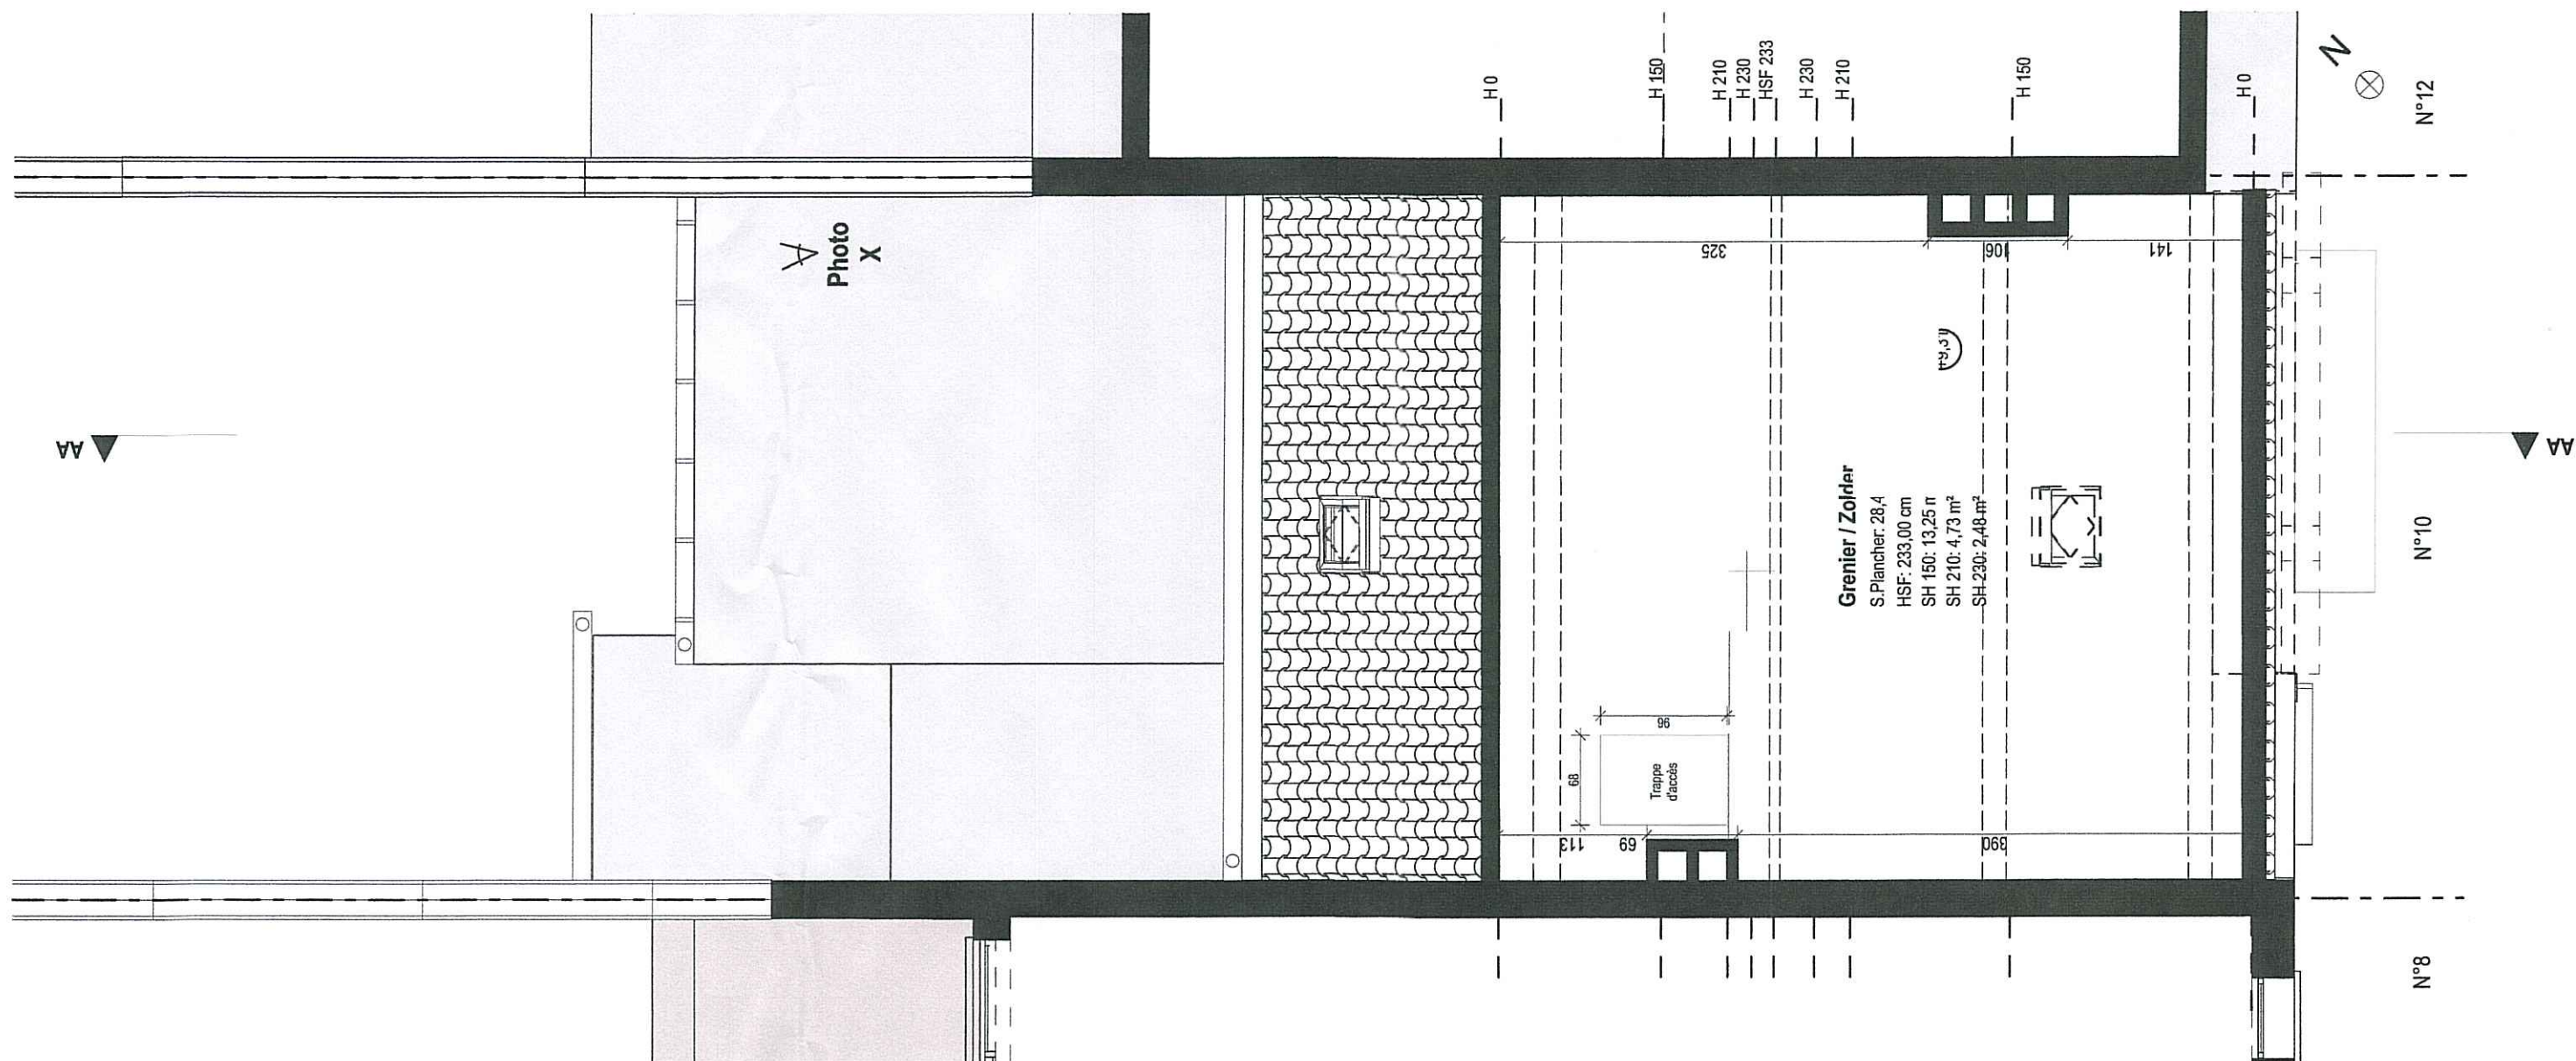 H 0
H 150
H 210
H 230
HSF 233
H 230
H 210
H 150
H 0
N
N°12
Photo
X
325
106
141
AA
AA
Grenier / Zolder
S.Plancher: 28,4
HSF: 233,00 cm
SH 150: 13,25 m
SH 210: 4,73 m²
SH 230: 2,48 m²
N°10
96
68
Trappe
d'accès
113
69
390
N°8